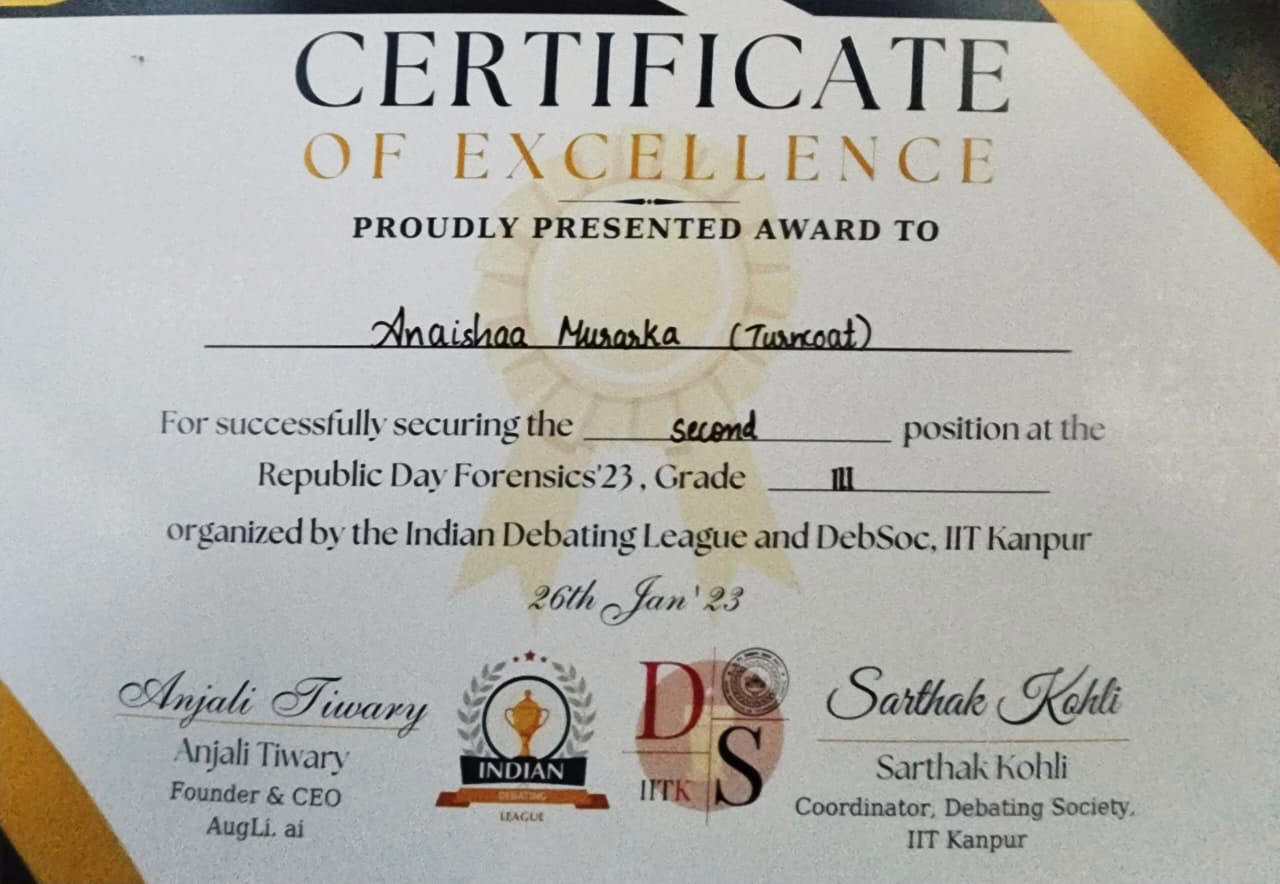 CERTIFICATE
OF EXCELLENCE
PROUDLY PRESENTED AWARD TO
Anaishaa Murarka (Turncoat)
For successfully securing the second position at the
Republic Day Forensics'23, Grade III
organized by the Indian Debating League and DebSoc, IIT Kanpur
26th Jan' 23
Anjali Tiwary
Anjali Tiwary
Founder & CEO
AugLi. ai
INDIAN
DEBATING
LEAGUE
D
S
IITK
Sarthak Kohli
Sarthak Kohli
Coordinator, Debating Society,
IIT Kanpur